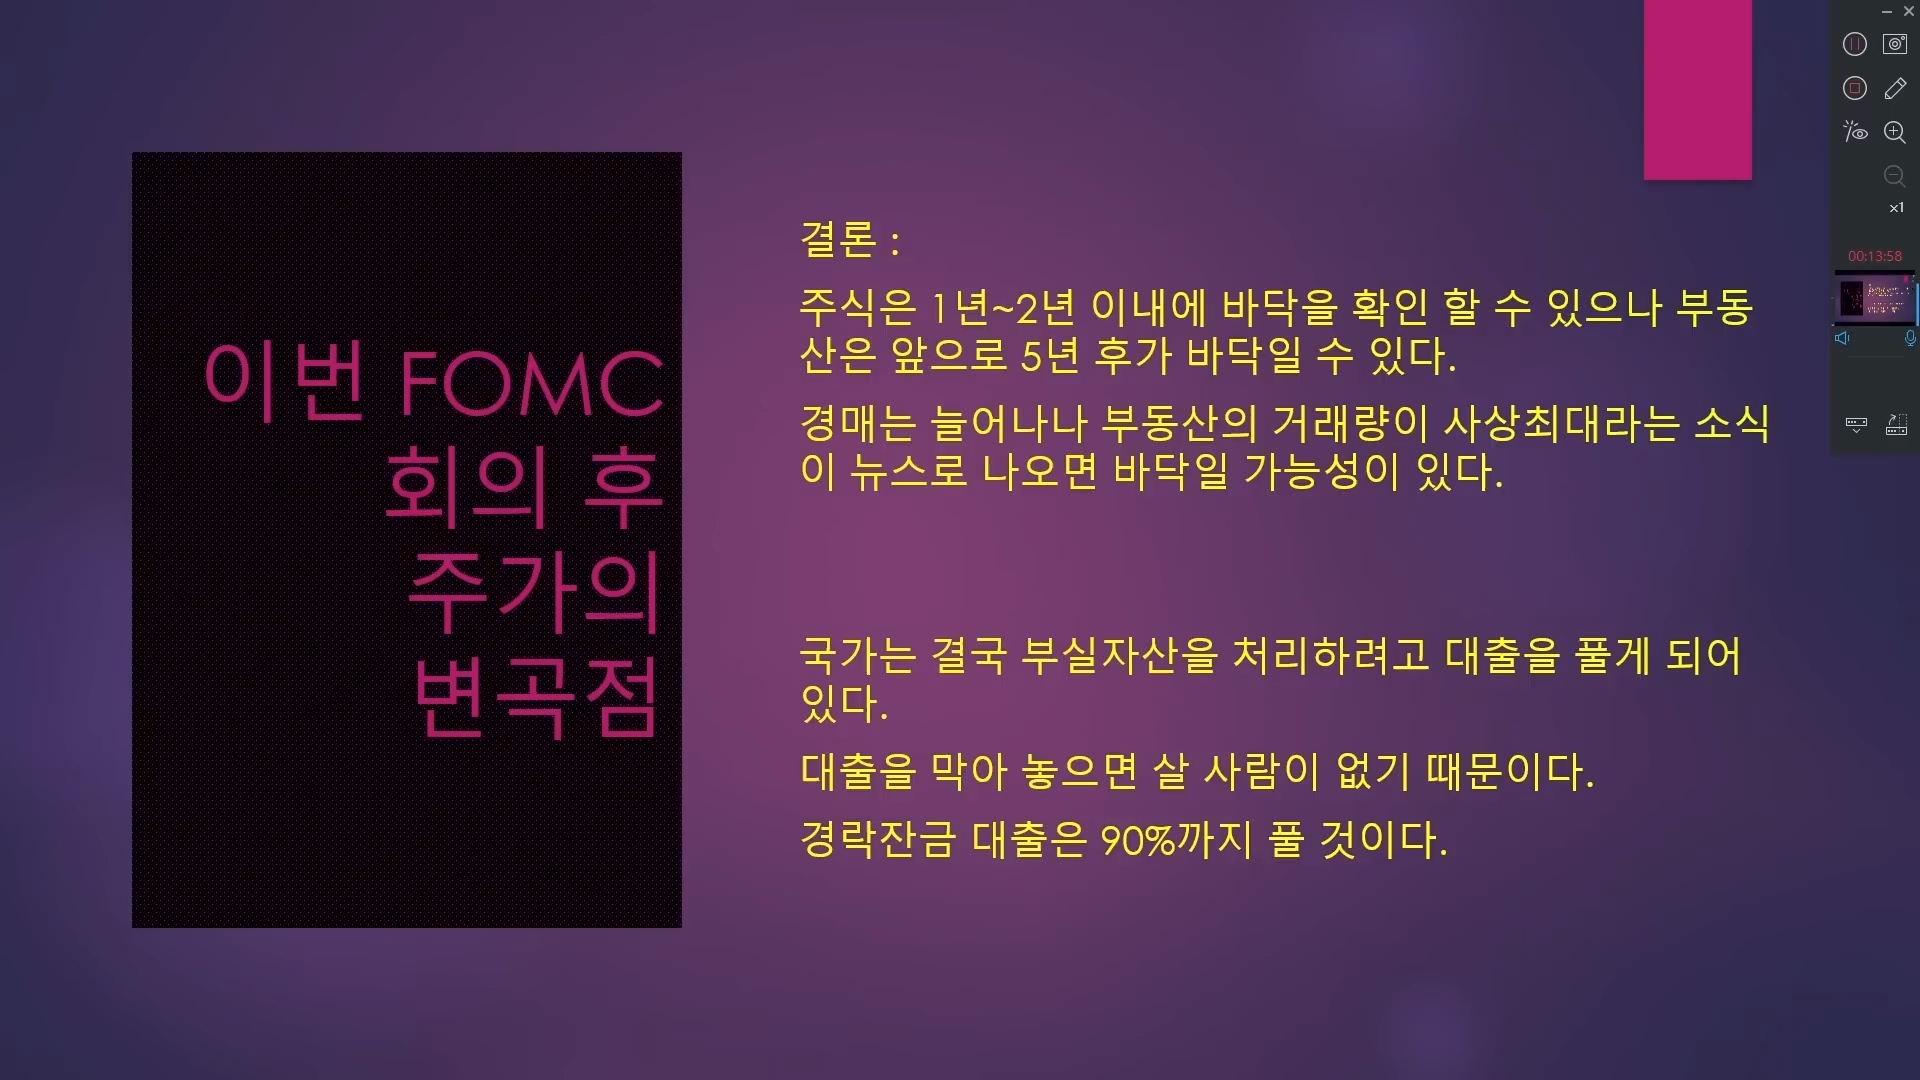 이번 FOMC
회의 후
주가의
변곡점
결론 :
주식은 1년~2년 이내에 바닥을 확인 할 수 있으나 부동
산은 앞으로 5년 후가 바닥일 수 있다.
경매는 늘어나나 부동산의 거래량이 사상최대라는 소식
이 뉴스로 나오면 바닥일 가능성이 있다.
국가는 결국 부실자산을 처리하려고 대출을 풀게 되어
있다.
대출을 막아 놓으면 살 사람이 없기 때문이다.
경락잔금 대출은 90%까지 풀 것이다.
x1
00:13:58